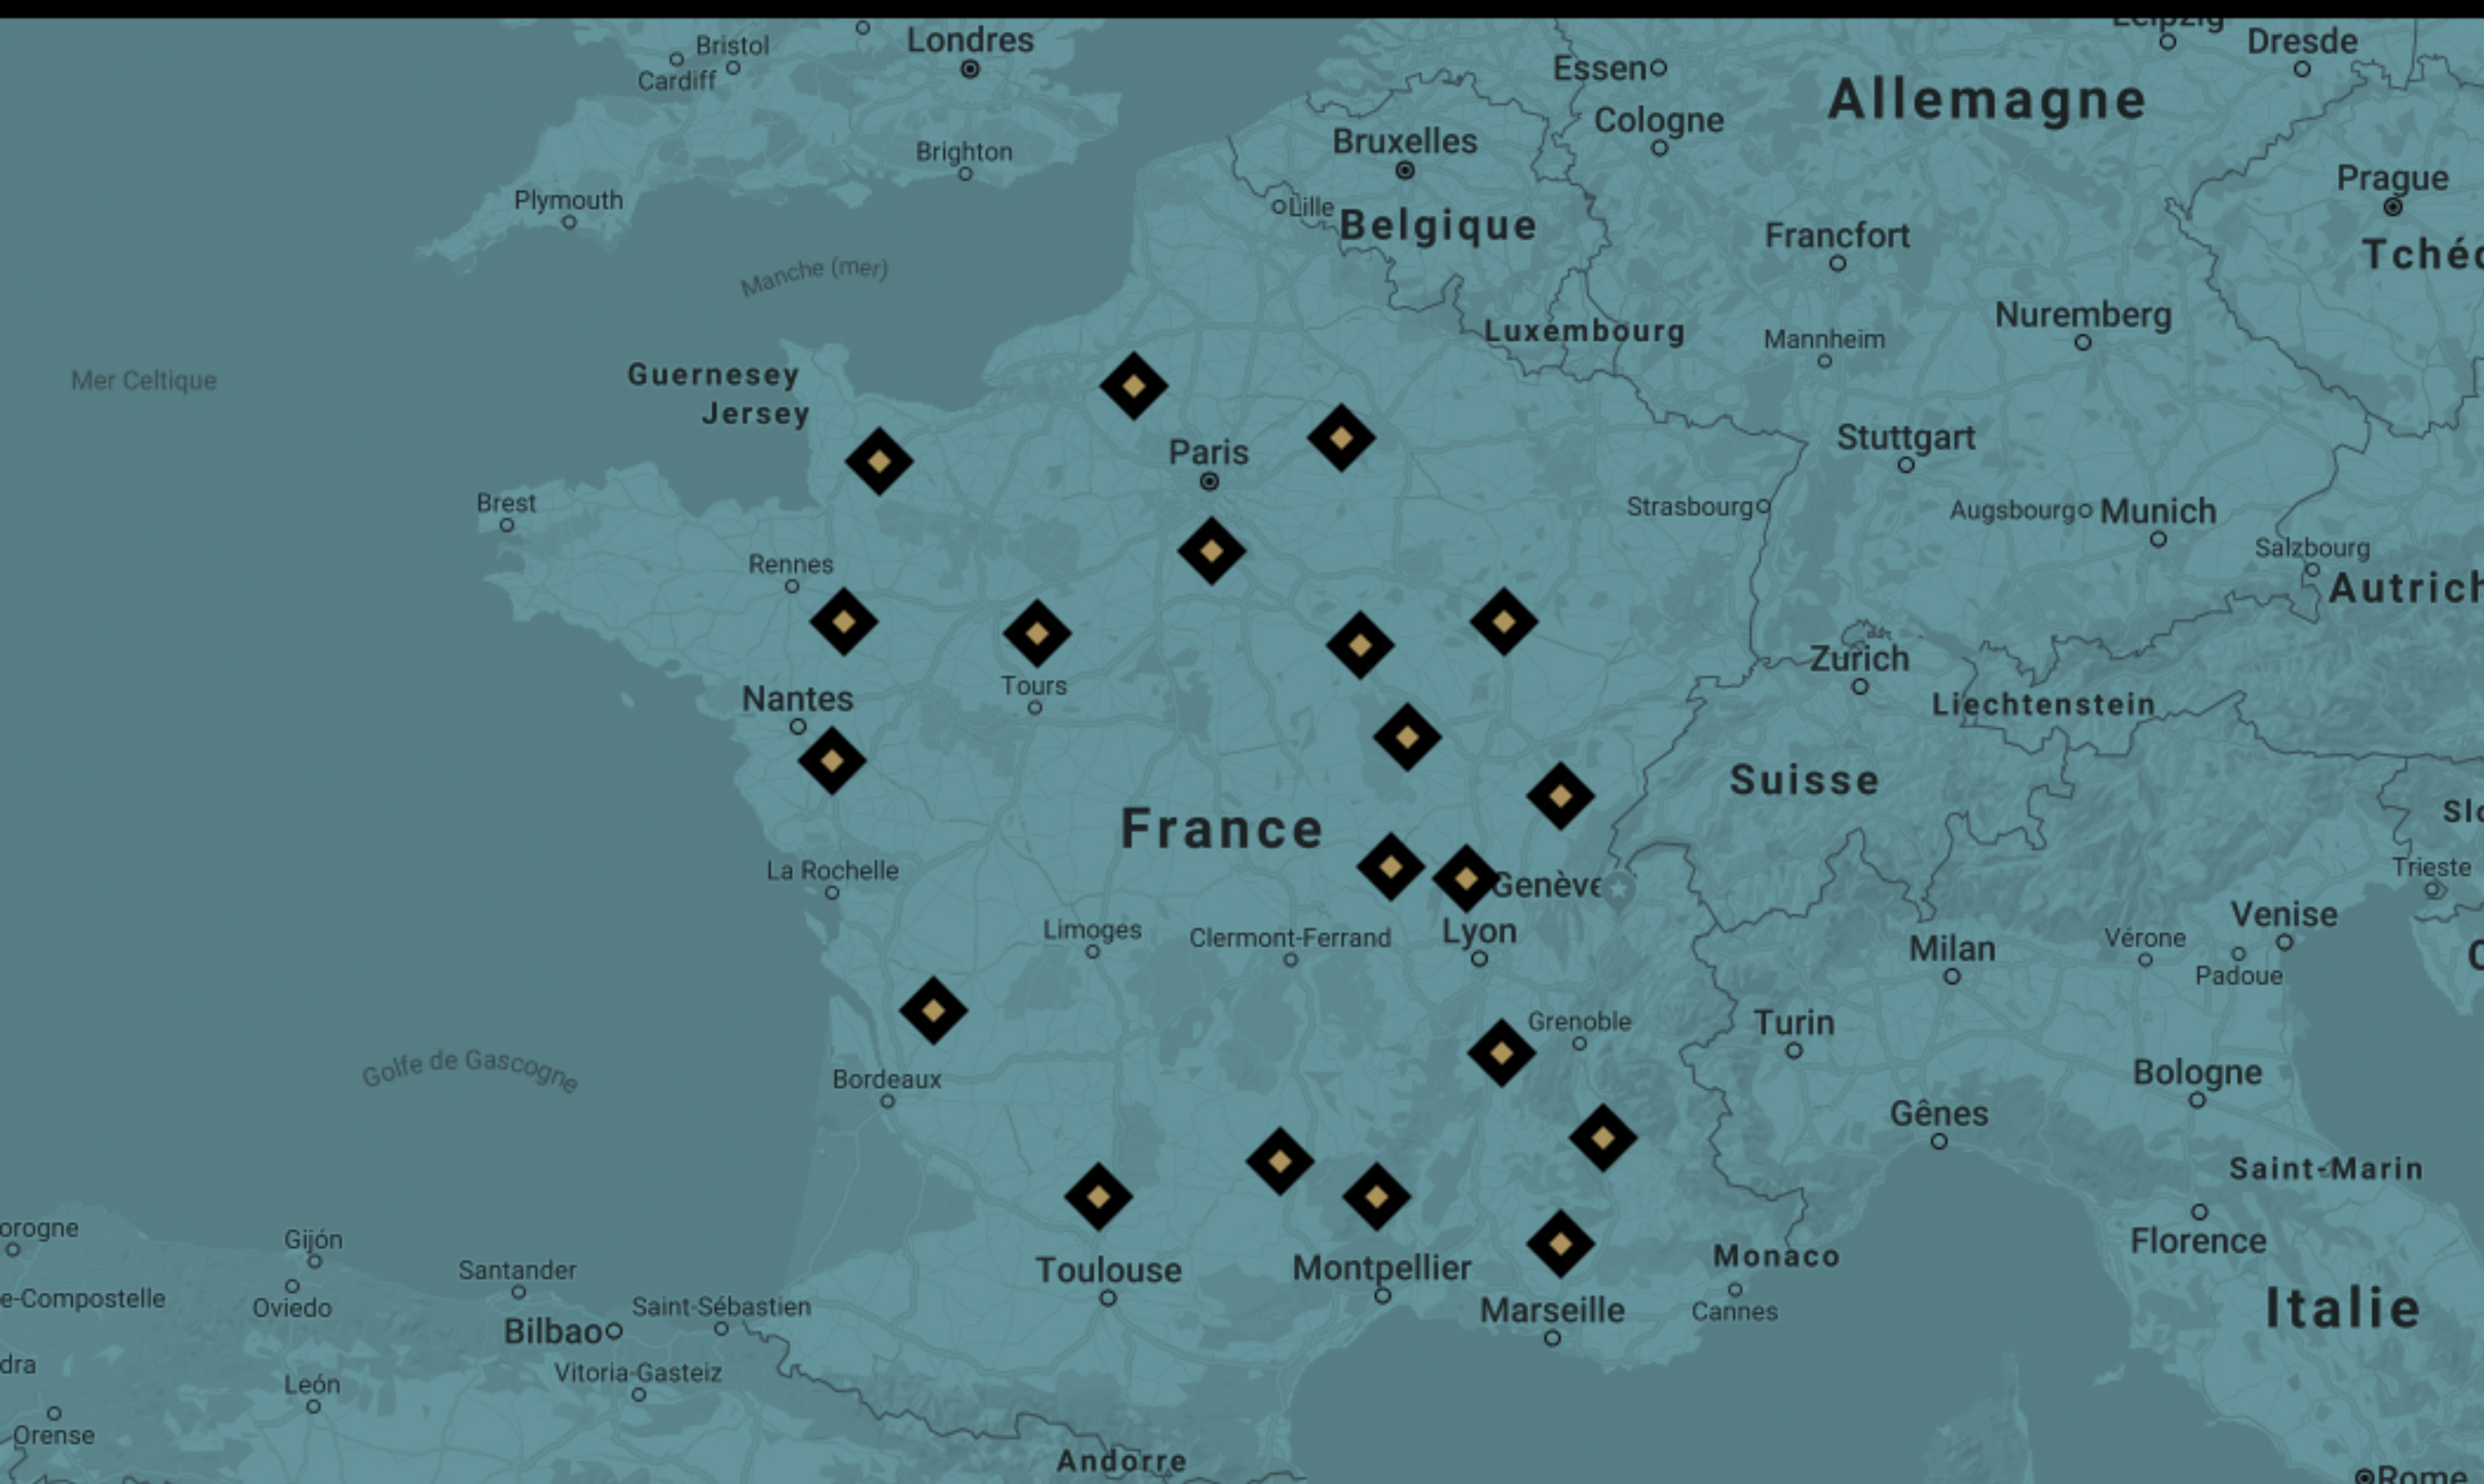 Leipzig
Bristol
Londres
Dresde
Cardiff
Essen
Allemagne
Cologne
Bruxelles
Brighton
Prague
Plymouth
Lille
Belgique
Francfort
Manche (mer)
Nuremberg
Luxembourg
Mannheim
Guernesey
Mer Celtique
Jersey
Stuttgart
Paris
Brest
Strasbourg
Augsbourg
Munich
Salzbourg
Rennes
Zurich
Tours
Nantes
Liechtenstein
Suisse
France
La Rochelle
Genève
Trieste
Venise
Limoges
Clermont-Ferrand
Lyon
Milan
Vérone
Padoue
Grenoble
Turin
Golfe de Gascogne
Bordeaux
Bologne
Gênes
Saint-Marin
Gijón
Florence
Monaco
Santander
Toulouse
Montpellier
e-Compostelle
Oviedo
Saint-Sébastien
Marseille
Cannes
Italie
Bilbao
Vitoria-Gasteiz
León
Orense
Andorre
Rome